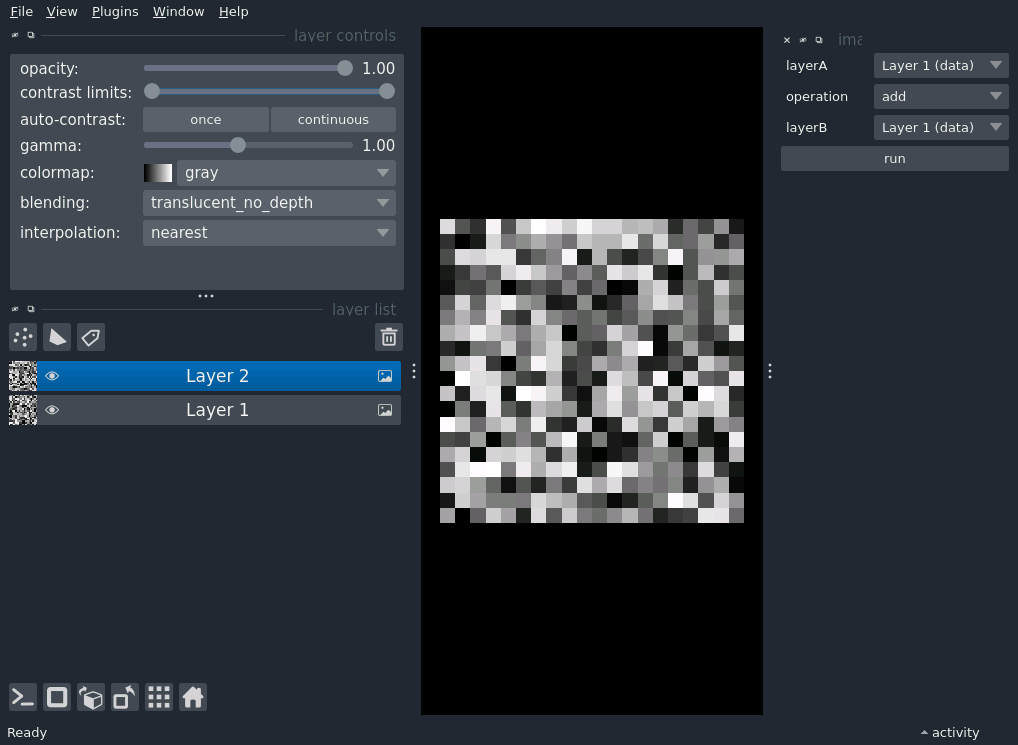 File View Plugins Window Help
layer controls
opacity: 1.00
contrast limits:
auto-contrast: once continuous
gamma: 1.00
colormap: gray
blending: translucent_no_depth
interpolation: nearest
layer list
Layer 2
Layer 1
layerA Layer 1 (data)
operation add
layerB Layer 1 (data)
run
Ready
activity